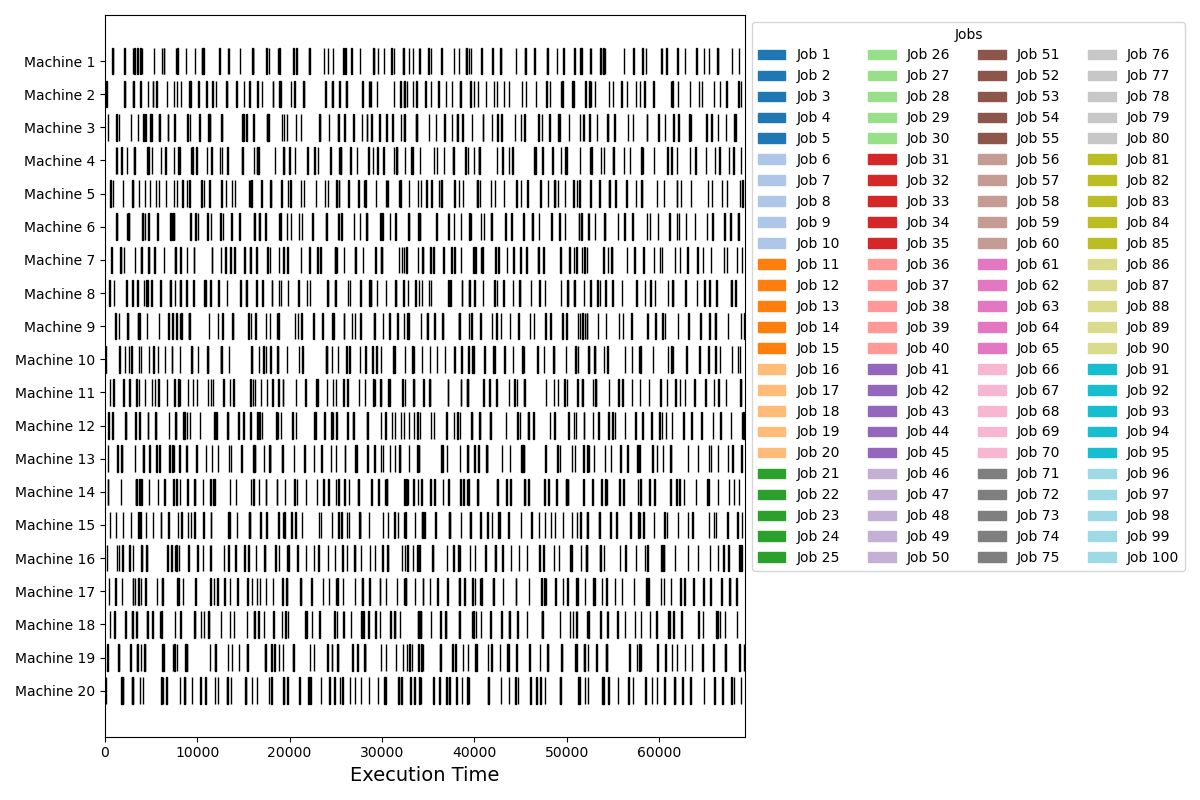 Machine 1
Machine 2
Machine 3
Machine 4
Machine 5
Machine 6
Machine 7
Machine 8
Machine 9
Machine 10
Machine 11
Machine 12
Machine 13
Machine 14
Machine 15
Machine 16
Machine 17
Machine 18
Machine 19
Machine 20
0 10000 20000 30000 40000 50000 60000
Execution Time
Jobs
Job 1 Job 26 Job 51 Job 76
Job 2 Job 27 Job 52 Job 77
Job 3 Job 28 Job 53 Job 78
Job 4 Job 29 Job 54 Job 79
Job 5 Job 30 Job 55 Job 80
Job 6 Job 31 Job 56 Job 81
Job 7 Job 32 Job 57 Job 82
Job 8 Job 33 Job 58 Job 83
Job 9 Job 34 Job 59 Job 84
Job 10 Job 35 Job 60 Job 85
Job 11 Job 36 Job 61 Job 86
Job 12 Job 37 Job 62 Job 87
Job 13 Job 38 Job 63 Job 88
Job 14 Job 39 Job 64 Job 89
Job 15 Job 40 Job 65 Job 90
Job 16 Job 41 Job 66 Job 91
Job 17 Job 42 Job 67 Job 92
Job 18 Job 43 Job 68 Job 93
Job 19 Job 44 Job 69 Job 94
Job 20 Job 45 Job 70 Job 95
Job 21 Job 46 Job 71 Job 96
Job 22 Job 47 Job 72 Job 97
Job 23 Job 48 Job 73 Job 98
Job 24 Job 49 Job 74 Job 99
Job 25 Job 50 Job 75 Job 100